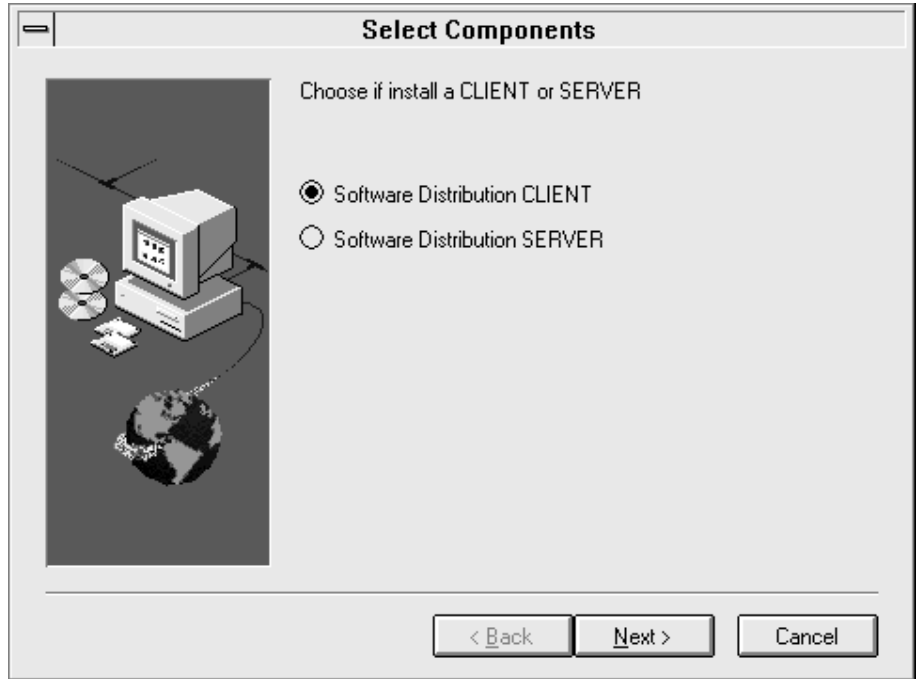 Select Components
Choose if install a CLIENT or SERVER
Software Distribution CLIENT
Software Distribution SERVER
< Back
Next >
Cancel